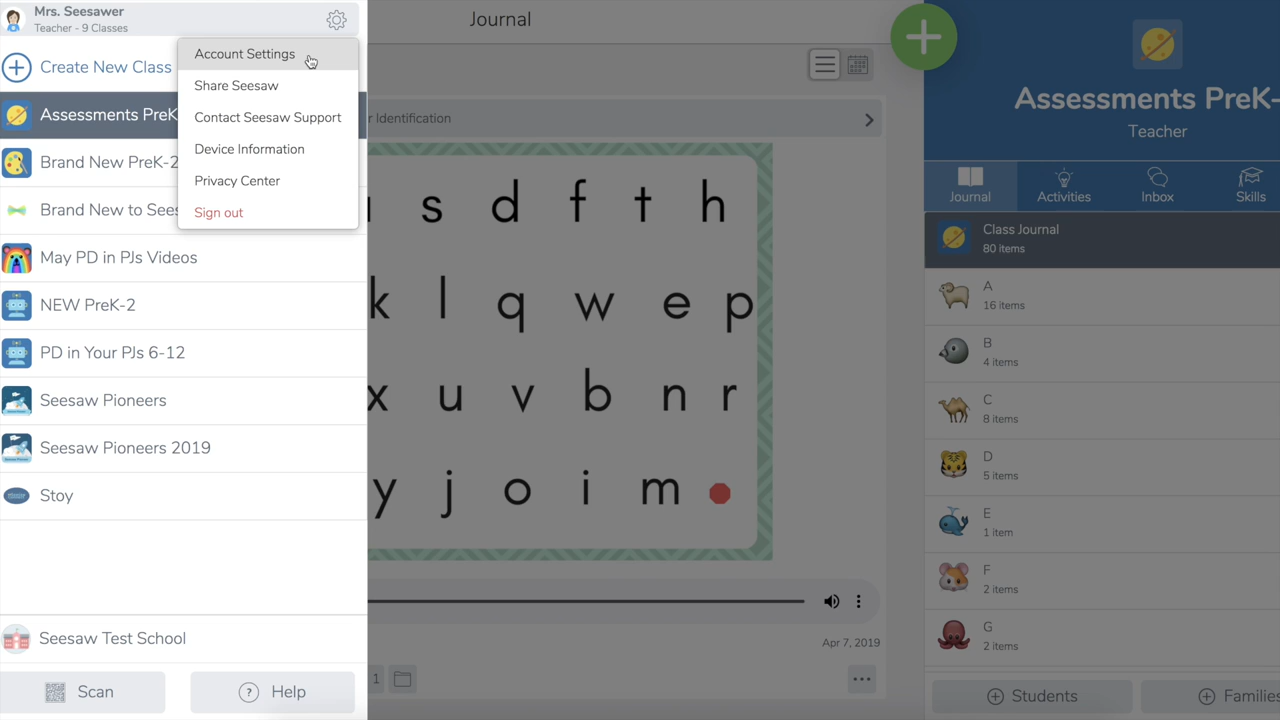 Mrs. Seesawer
Teacher - 9 Classes
Account Settings
Share Seesaw
Contact Seesaw Support
Device Information
Privacy Center
Sign out
Create New Class
Assessments PreK
Brand New PreK-2
Brand New to Sees
May PD in PJs Videos
NEW PreK-2
PD in Your PJs 6-12
Seesaw Pioneers
Seesaw Pioneers 2019
Stoy
Seesaw Test School
Scan
? Help
Journal
r Identification
s d f t h
k l q w e p
x u v b n r
y j o i m
Apr 7, 2019
1
Assessments PreK-
Teacher
Journal
Activities
Inbox
Skills
Class Journal
80 items
A
16 items
B
4 items
C
8 items
D
5 items
E
1 item
F
2 items
G
2 items
Students
Families